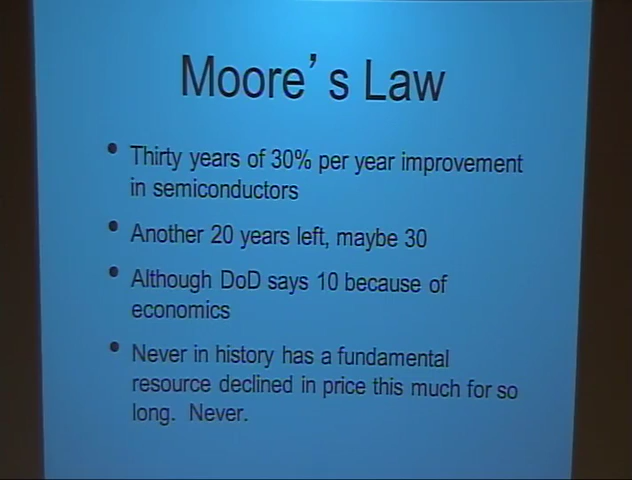 Moore's Law
• Thirty years of 30% per year improvement
in semiconductors
• Another 20 years left, maybe 30
• Although DoD says 10 because of
economics
• Never in history has a fundamental
resource declined in price this much for so
long. Never.